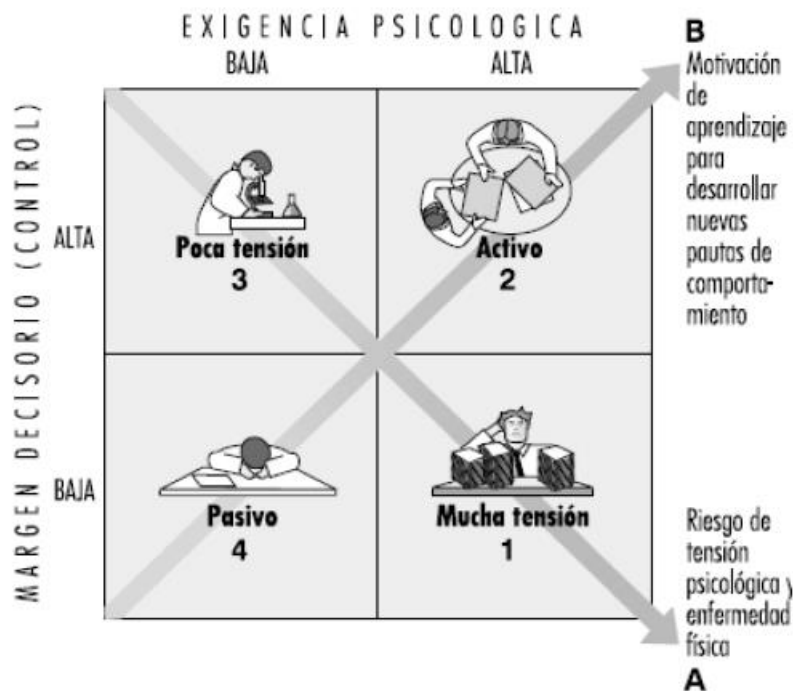 EXIGENCIA PSICOLOGICA
BAJA
ALTA
MARGEN DECISORIO (CONTROL)
ALTA
BAJA
Poca tensión
3
Activo
2
Pasivo
4
Mucha tensión
1
B
Motivación
de
aprendizaje
para
desarrollar
nuevas
pautas de
comporta-
miento
Riesgo de
tensión
psicológica y
enfermedad
física
A